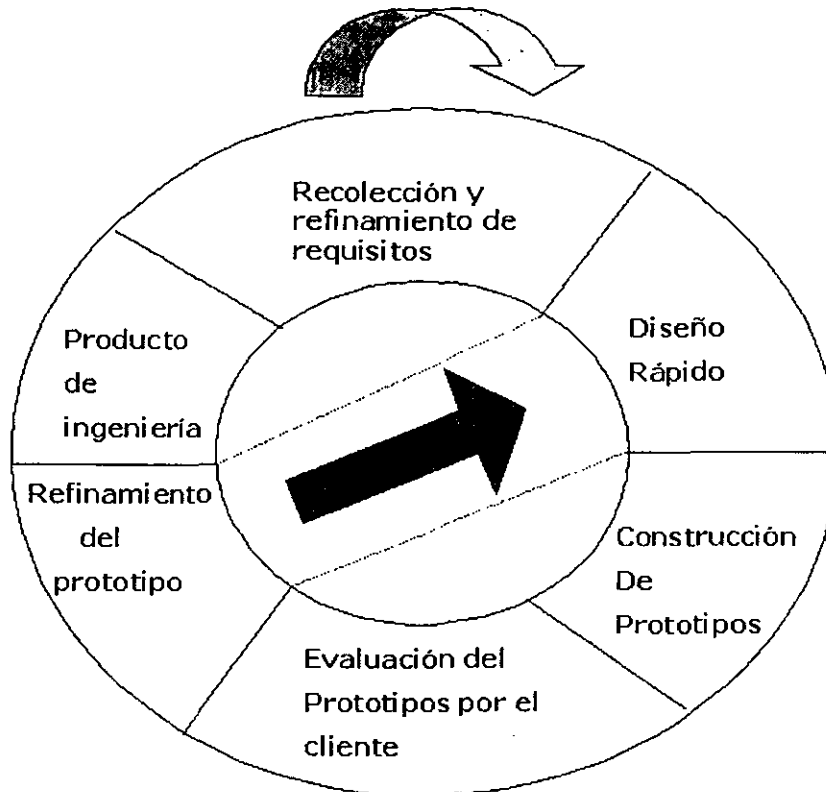 Recolección y
refinamiento de
requisitos
Diseño
Rápido
Construcción
De
Prototipos
Evaluación del
Prototipos por el
cliente
Refinamiento
del
prototipo
Producto
de
ingeniería